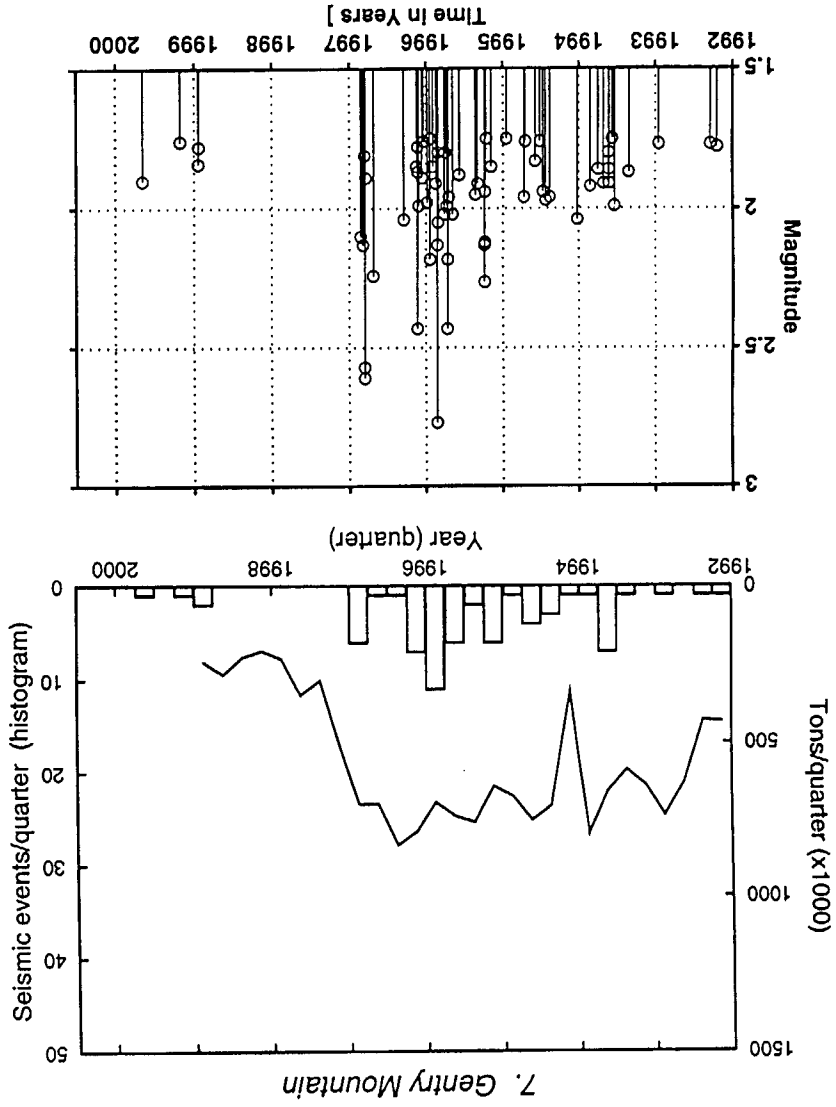 7. Gentry Mountain
1500
1000
500
0
Tons/quarter (x1000)
50
40
30
20
10
0
Seismic events/quarter (histogram)
1992 1994 1996 1998 2000
Year (quarter)
3
2.5
2
1.5
Magnitude
1992 1993 1994 1995 1996 1997 1998 1999 2000
Time in Years ]